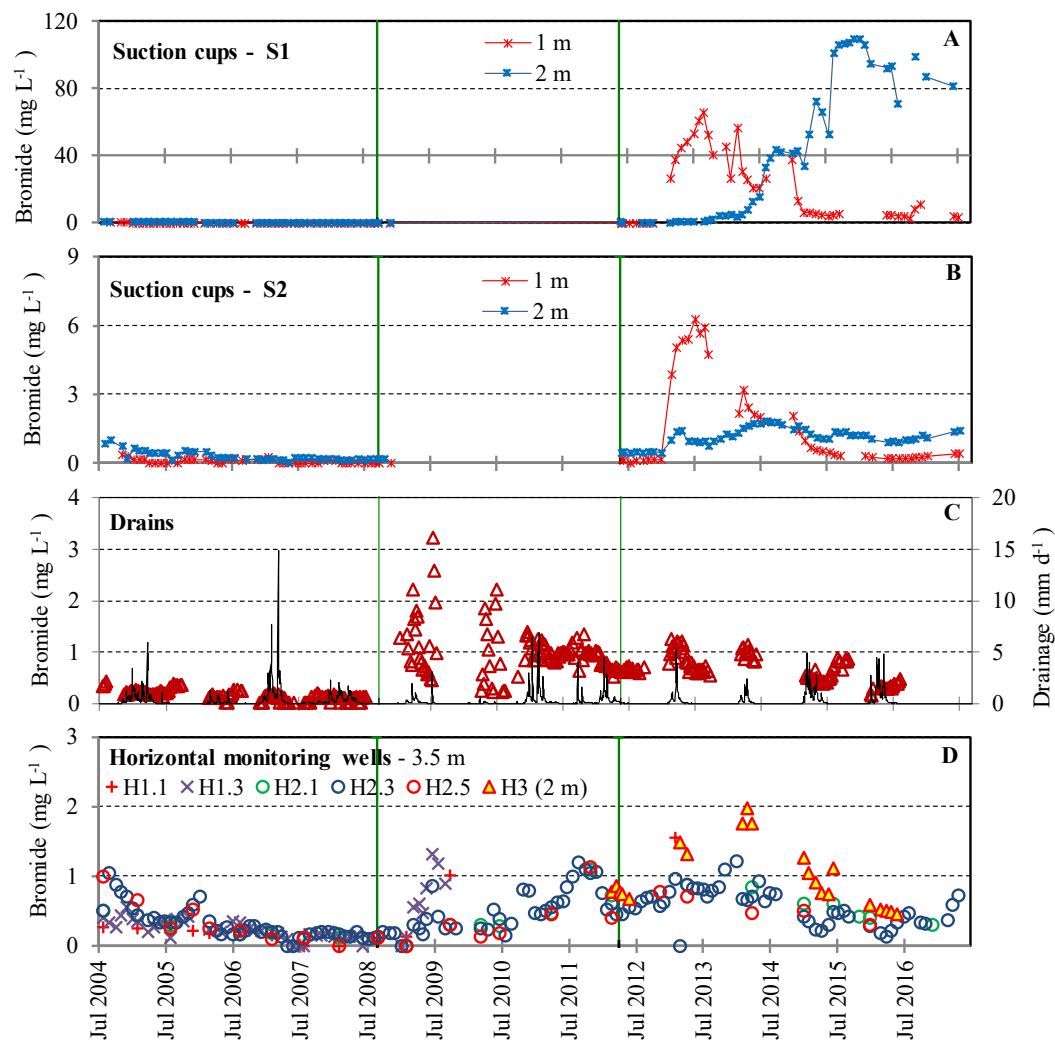 120
80
40
0
Bromide (mg L-1)
Suction cups - S1
1 m
2 m
A
9
6
3
0
Bromide (mg L-1)
Suction cups - S2
1 m
2 m
B
4
3
2
1
0
Bromide (mg L-1)
Drains
C
20
15
10
5
0
Drainage (mm d-1)
3
2
1
0
Bromide (mg L-1)
Horizontal monitoring wells - 3.5 m
D
H1.1 H1.3 H2.1 H2.3 H2.5 H3 (2 m)
Jul 2004
Jul 2005
Jul 2006
Jul 2007
Jul 2008
Jul 2009
Jul 2010
Jul 2011
Jul 2012
Jul 2013
Jul 2014
Jul 2015
Jul 2016